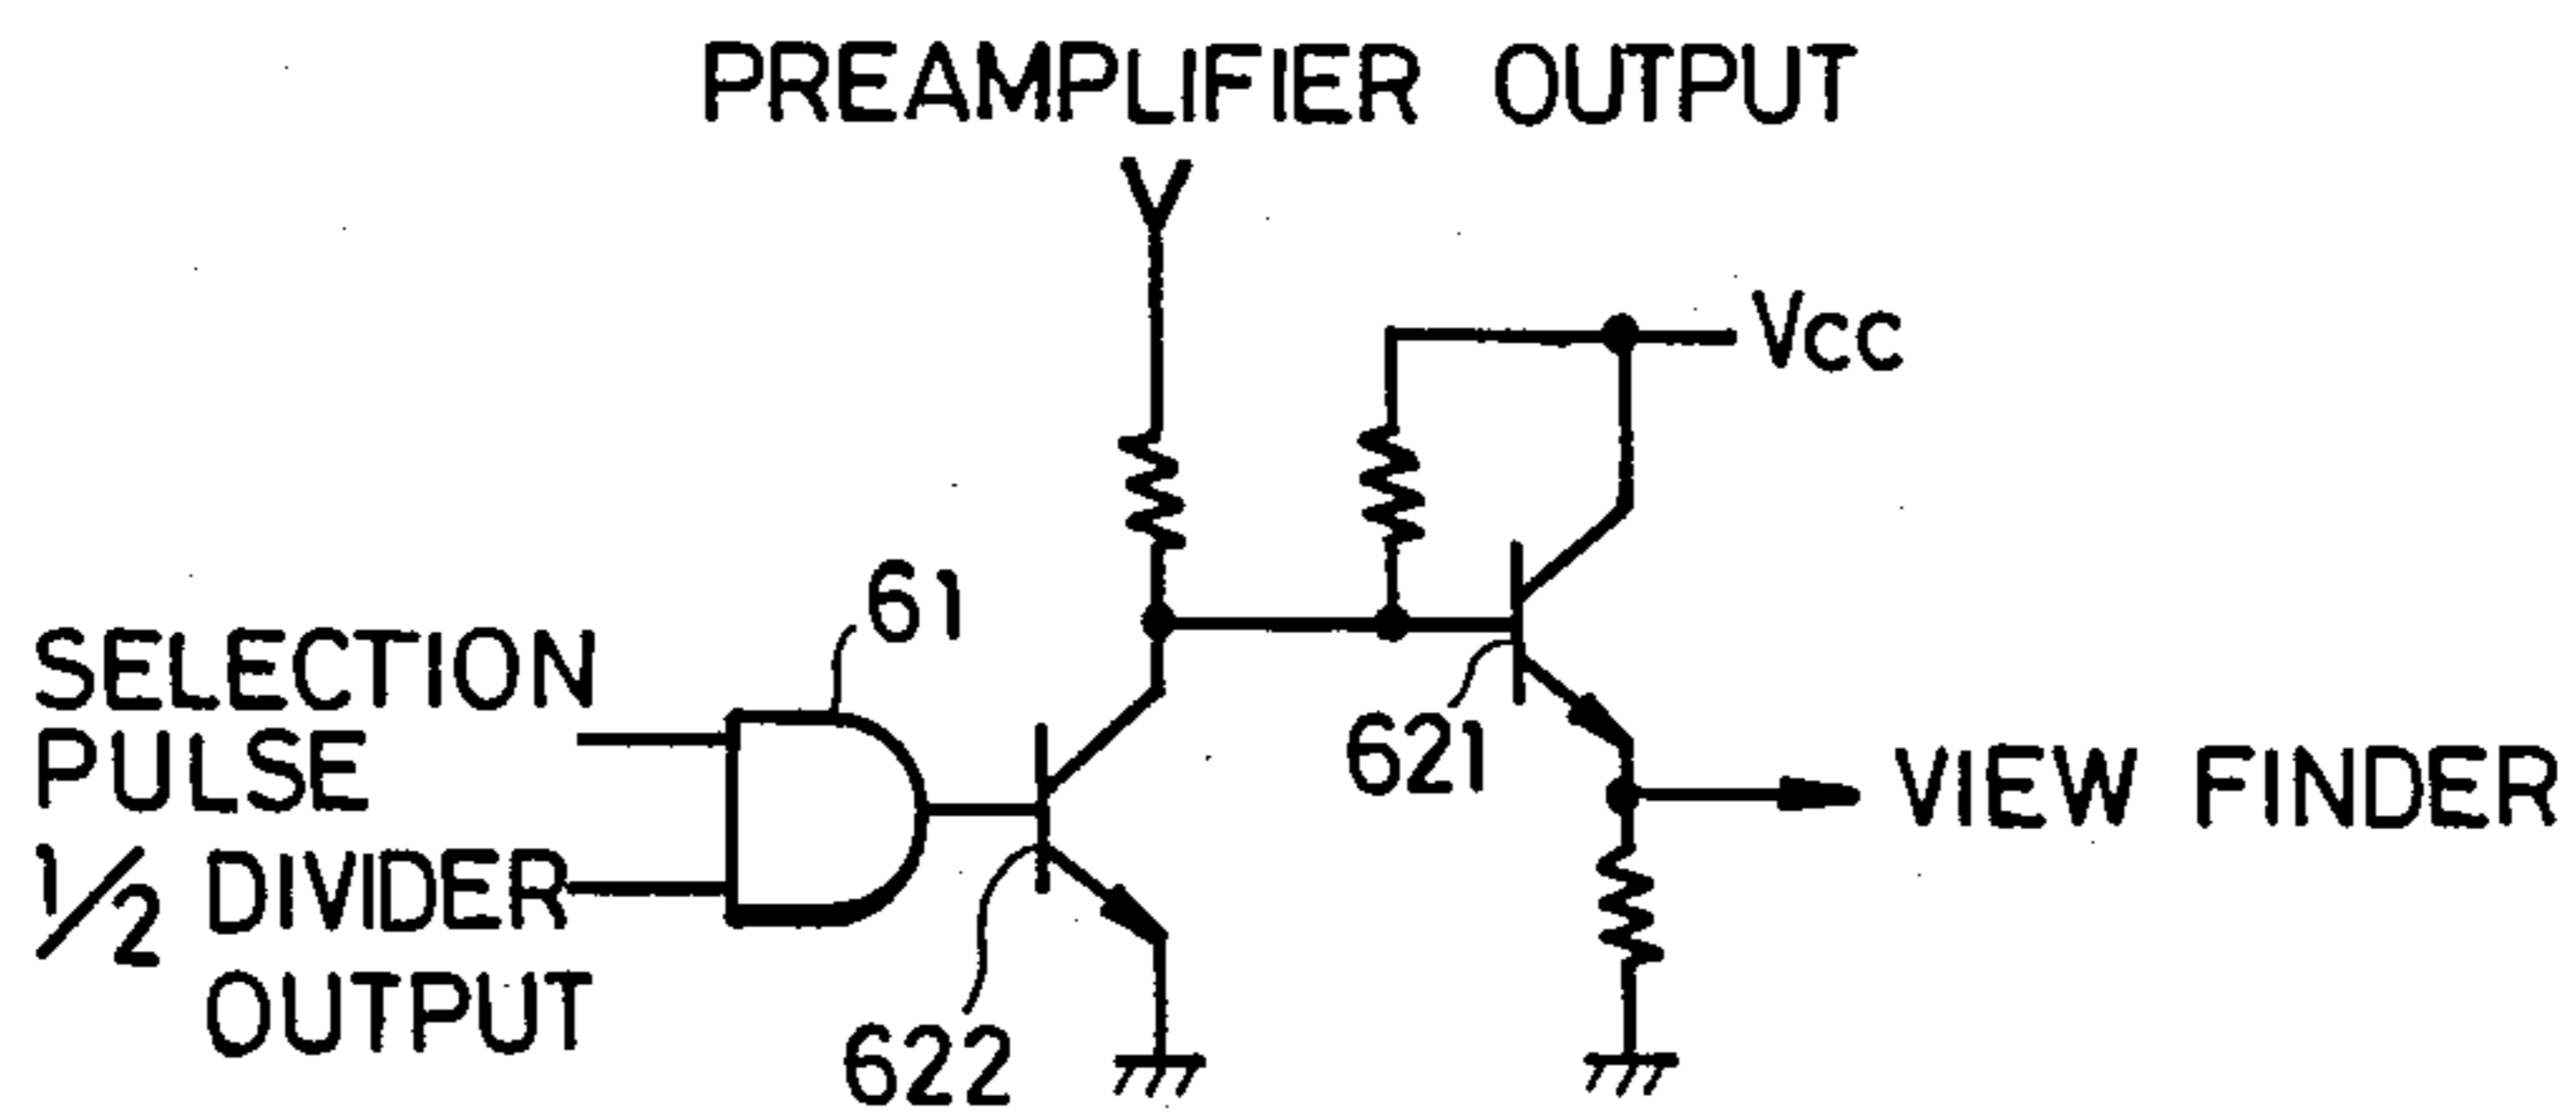 PREAMPLIFIER OUTPUT
Vcc
61
SELECTION
PULSE
621
VIEW FINDER
1/2 DIVIDER
OUTPUT
622